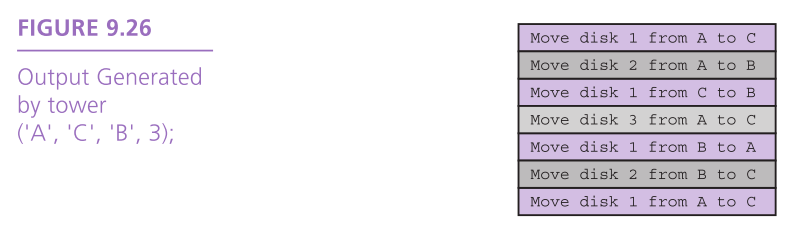 FIGURE 9.26
Output Generated
by tower
('A', 'C', 'B', 3);
Move disk 1 from A to C
Move disk 2 from A to B
Move disk 1 from C to B
Move disk 3 from A to C
Move disk 1 from B to A
Move disk 2 from B to C
Move disk 1 from A to C